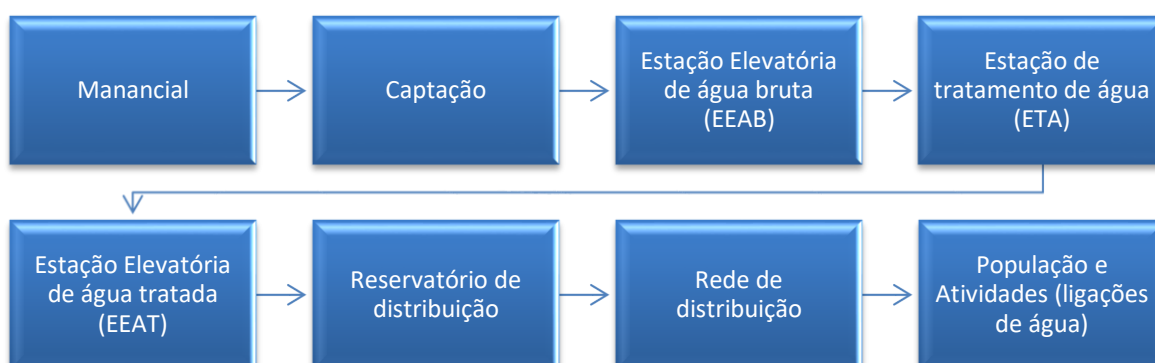 Manancial
Captação
Estação Elevatória
de água bruta
(EEAB)
Estação de
tratamento de água
(ETA)
Estação Elevatória
de água tratada
(EEAT)
Reservatório de
distribuição
Rede de
distribuição
População e
Atividades (ligações
de água)